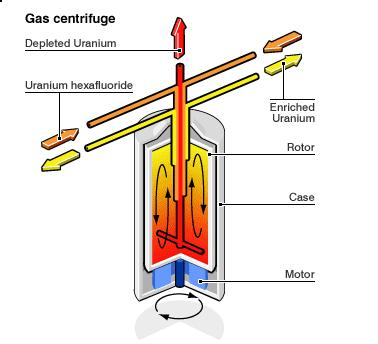 Gas centrifuge
Depleted Uranium
Uranium hexafluoride
Enriched
Uranium
Rotor
Case
Motor